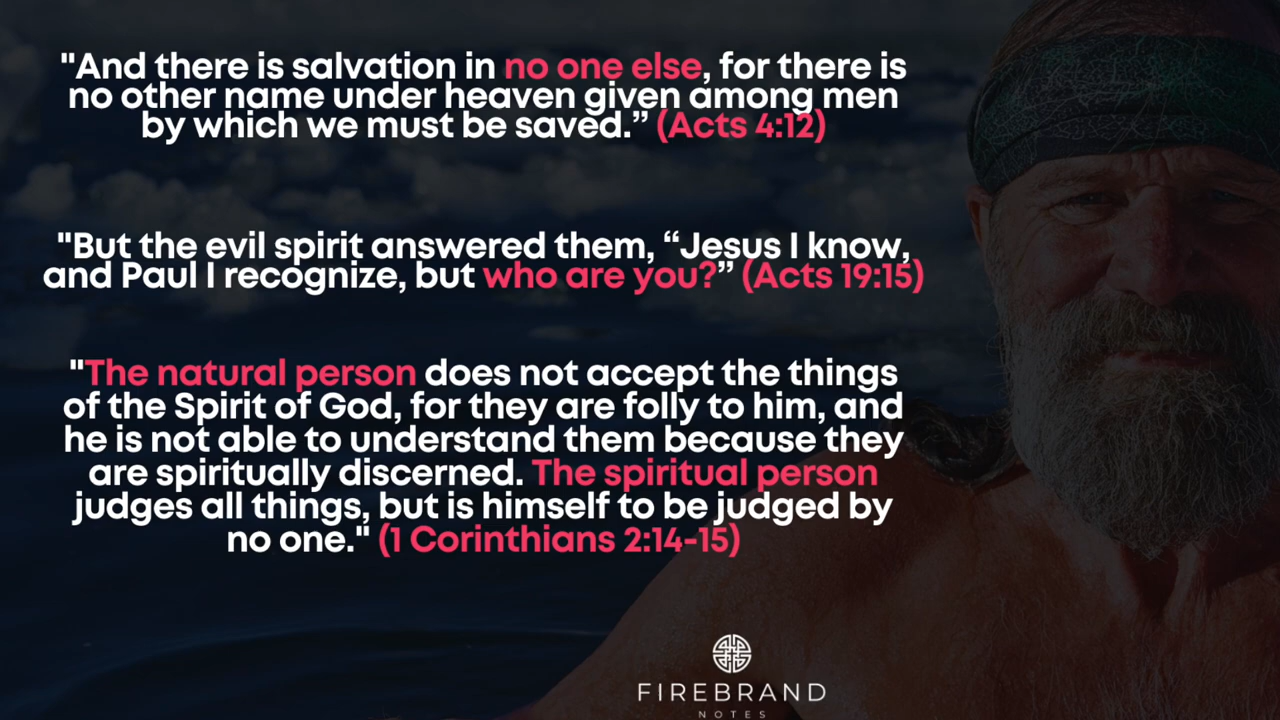 "And there is salvation in no one else, for there is
no other name under heaven given among men
by which we must be saved.” (Acts 4:12)
"But the evil spirit answered them, “Jesus I know,
and Paul I recognize, but who are you?” (Acts 19:15)
"The natural person does not accept the things
of the Spirit of God, for they are folly to him, and
he is not able to understand them because they
are spiritually discerned. The spiritual person
judges all things, but is himself to be judged by
no one." (1 Corinthians 2:14-15)
FIREBRAND
NOTES